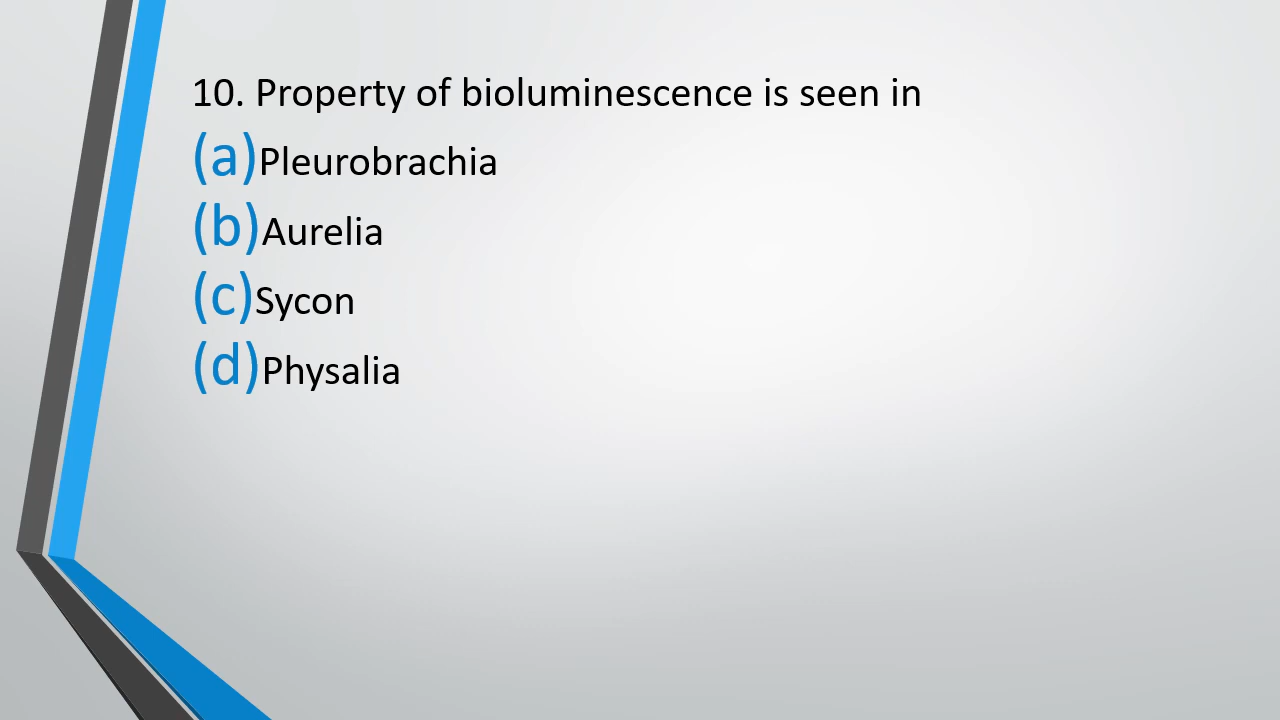 10. Property of bioluminescence is seen in
(a)Pleurobrachia
(b)Aurelia
(c)Sycon
(d)Physalia